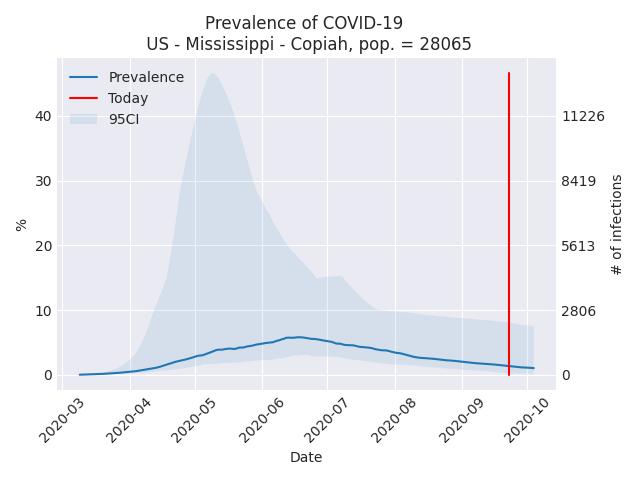 Prevalence of COVID-19
US - Mississippi - Copiah, pop. = 28065
Prevalence
Today
95CI
40
30
20
10
0
%
11226
8419
5613
2806
0
# of infections
2020-03
2020-04
2020-05
2020-06
2020-07
2020-08
2020-09
2020-10
Date